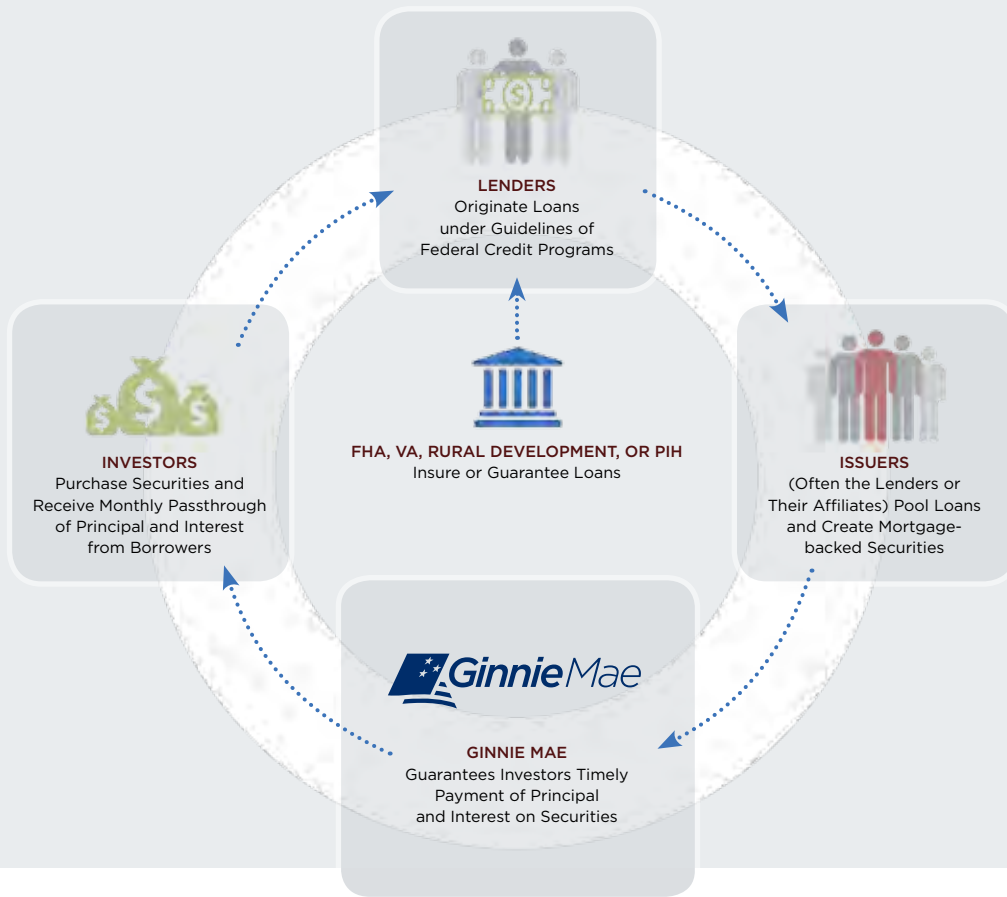 LENDERS
Originate Loans
under Guidelines of
Federal Credit Programs
FHA, VA, RURAL DEVELOPMENT, OR PIH
Insure or Guarantee Loans
INVESTORS
Purchase Securities and
Receive Monthly Passthrough
of Principal and Interest
from Borrowers
ISSUERS
(Often the Lenders or
Their Affiliates) Pool Loans
and Create Mortgage-
backed Securities
GinnieMae
GINNIE MAE
Guarantees Investors Timely
Payment of Principal
and Interest on Securities